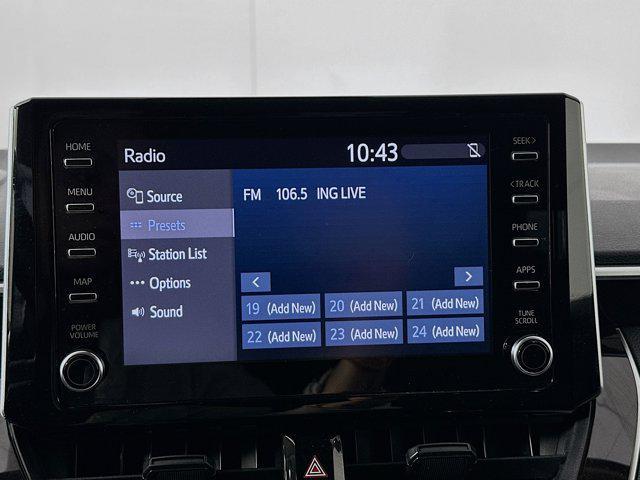 HOME
MENU
AUDIO
MAP
POWER
VOLUME
Radio
10:43
Source
Presets
Station List
Options
Sound
FM 106.5 ING LIVE
<
>
19 (Add New) 20 (Add New) 21 (Add New)
22 (Add New) 23 (Add New) 24 (Add New)
SEEK>
<TRACK
PHONE
APPS
TUNE
SCROLL